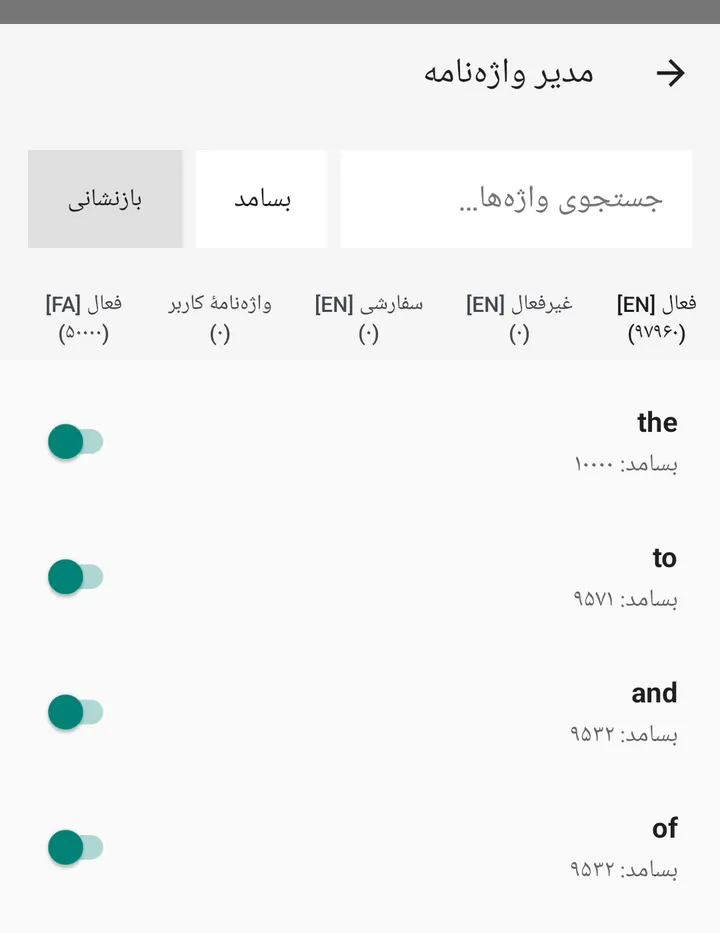 مدیر واژه‌نامه
جستجوی واژه‌ها...
بسامد
بازنشانی
فعال [EN]
(۹۷۹۶۰)
غیرفعال [EN]
(۰)
سفارشی [EN]
(۰)
واژه‌نامهٔ کاربر
(۰)
فعال [FA]
(۵۰۰۰۰)
the
بسامد: ۱۰۰۰۰
to
بسامد: ۹۵۷۱
and
بسامد: ۹۵۳۲
of
بسامد: ۹۵۳۲